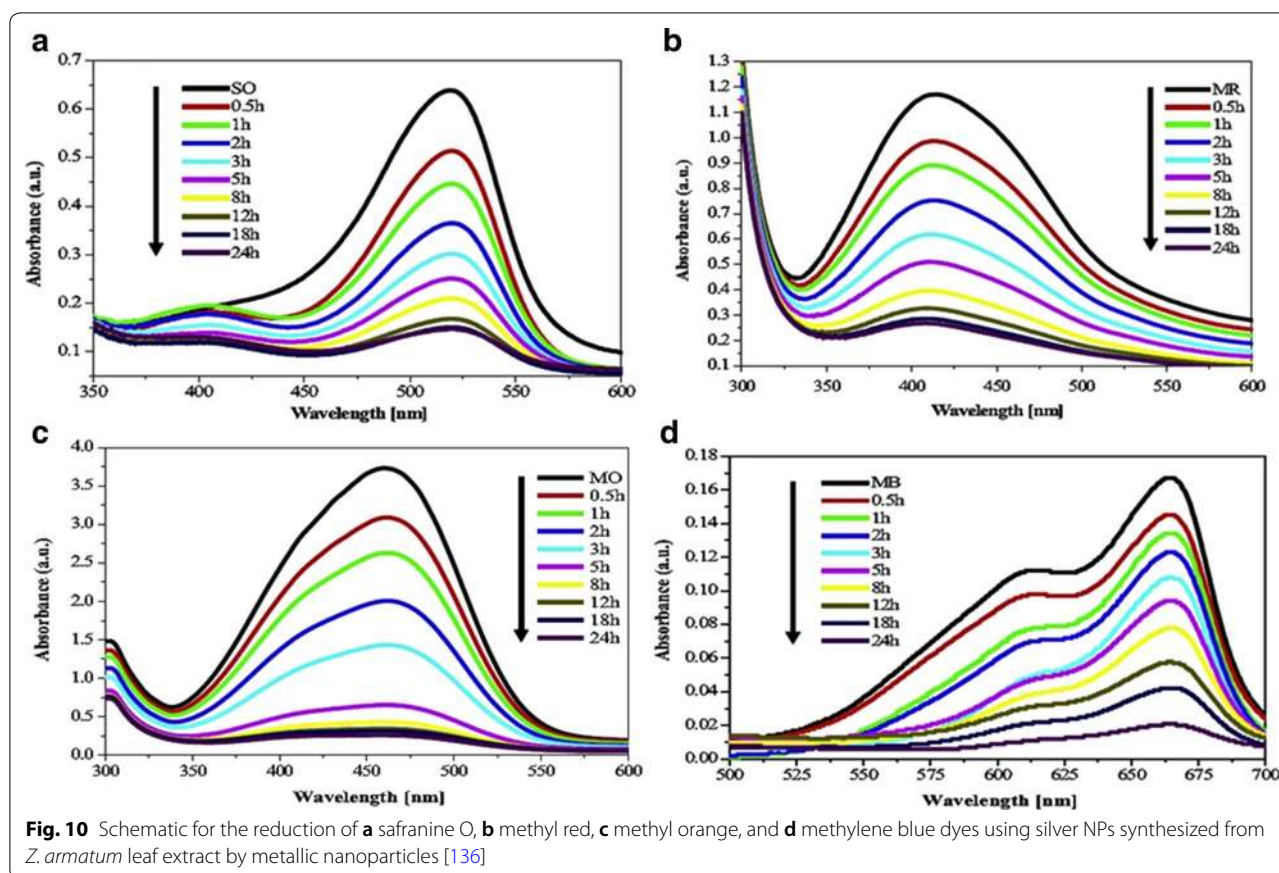 a
0.7
0.6
0.5
0.4
0.3
0.2
0.1
350
400
450
500
550
600
Absorbance (a.u.)
Wavelength [nm]
SO
0.5h
1h
2h
3h
5h
8h
12h
18h
24h
b
1.3
1.2
1.1
1.0
0.9
0.8
0.7
0.6
0.5
0.4
0.3
0.2
0.1
300
350
400
450
500
550
600
Absorbance (a.u.)
Wavelength [nm]
MR
0.5h
1h
2h
3h
5h
8h
12h
18h
24h
c
4.0
3.5
3.0
2.5
2.0
1.5
1.0
0.5
0.0
300
350
400
450
500
550
600
Absorbance (a.u.)
Wavelength [nm]
MO
0.5h
1h
2h
3h
5h
8h
12h
18h
24h
d
0.18
0.16
0.14
0.12
0.10
0.08
0.06
0.04
0.02
0.00
500
525
550
575
600
625
650
675
700
Absorbance (a.u.)
Wavelength [nm]
MB
0.5h
1h
2h
3h
5h
8h
12h
18h
24h
Fig. 10 Schematic for the reduction of a safranine O, b methyl red, c methyl orange, and d methylene blue dyes using silver NPs synthesized from
Z. armatum leaf extract by metallic nanoparticles [136]